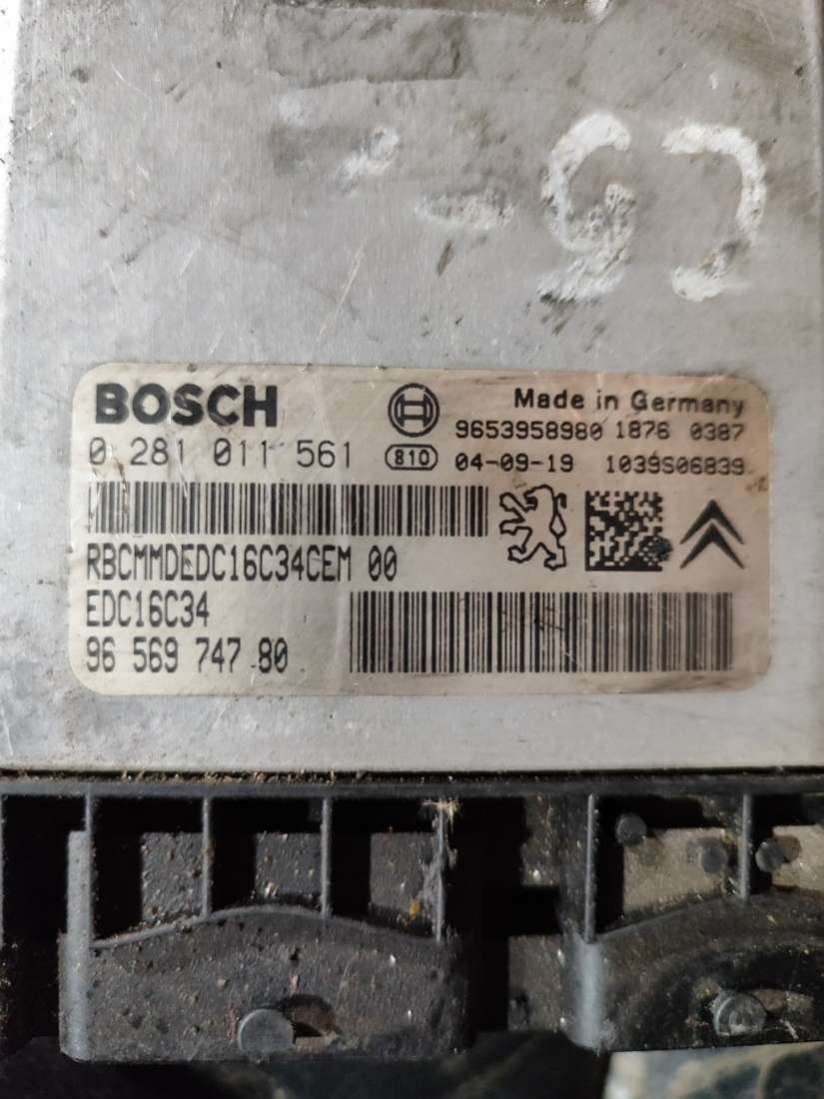 C5
BOSCH
Made in Germany
9653958980 1876 0387
0 281 011 561
810
04-09-19 1039S06839
RBCMMDEDC16C34CEM 00
EDC16C34
96 569 747 80